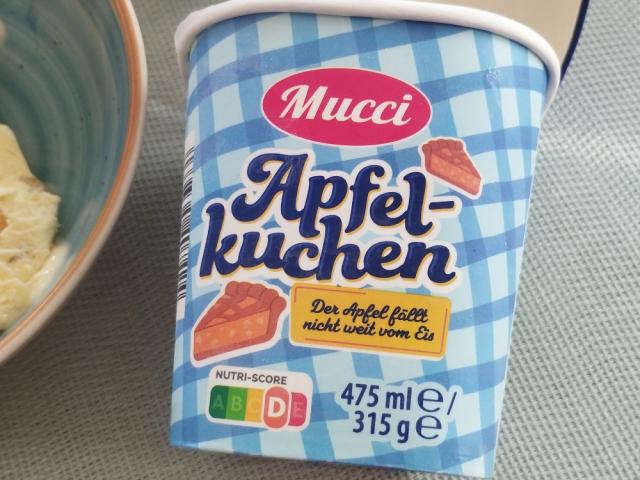 Mucci
Apfel-
kuchen
Der Apfel fällt
nicht weit vom Eis
NUTRI-SCORE
A B C D E
475 ml e /
315 g e